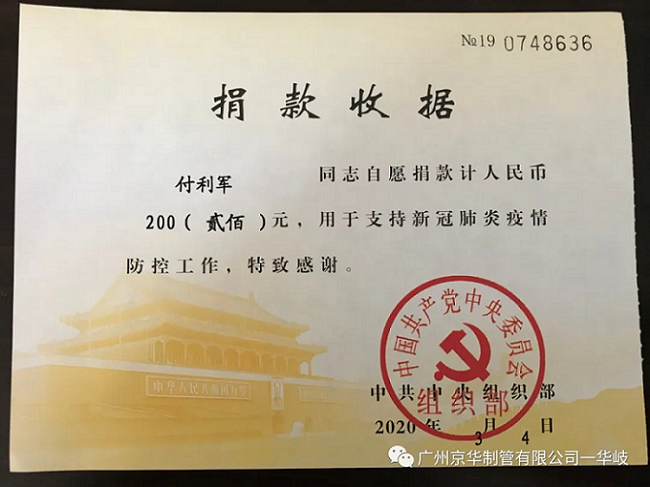 №19 0748636
捐款收据
付利军 同志自愿捐款计人民币
200(贰佰)元，用于支持新冠肺炎疫情
防控工作，特致感谢。
中国共产党中央委员会
组织部
中共中央组织部
2020年 3月4日
中华人民共和国万岁
广州京华制管有限公司一华岐